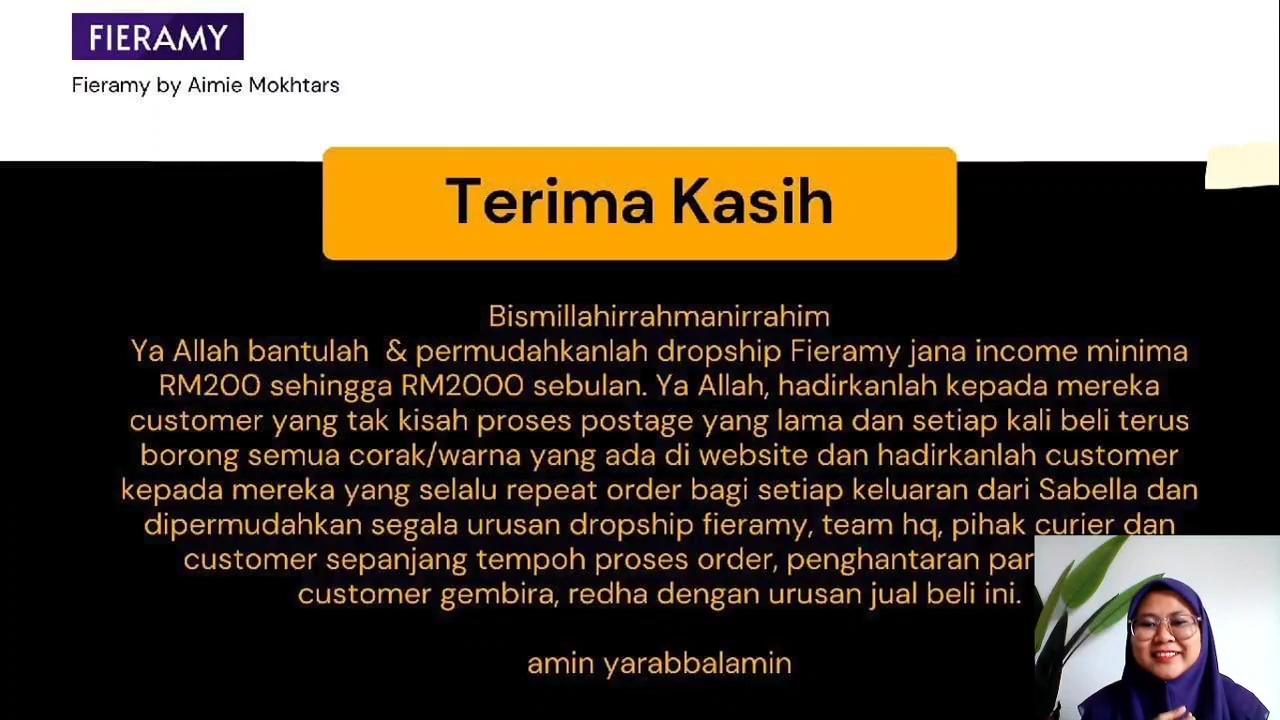 FIERAMY
Fieramy by Aimie Mokhtars
Terima Kasih
Bismillahirrahmanirrahim
Ya Allah bantulah & permudahkanlah dropship Fieramy jana income minima
RM200 sehingga RM2000 sebulan. Ya Allah, hadirkanlah kepada mereka
customer yang tak kisah proses postage yang lama dan setiap kali beli terus
borong semua corak/warna yang ada di website dan hadirkanlah customer
kepada mereka yang selalu repeat order bagi setiap keluaran dari Sabella dan
dipermudahkan segala urusan dropship fieramy, team hq, pihak curier dan
customer sepanjang tempoh proses order, penghantaran
customer gembira, redha dengan urusan jual beli ini.
amin yarabbalamin